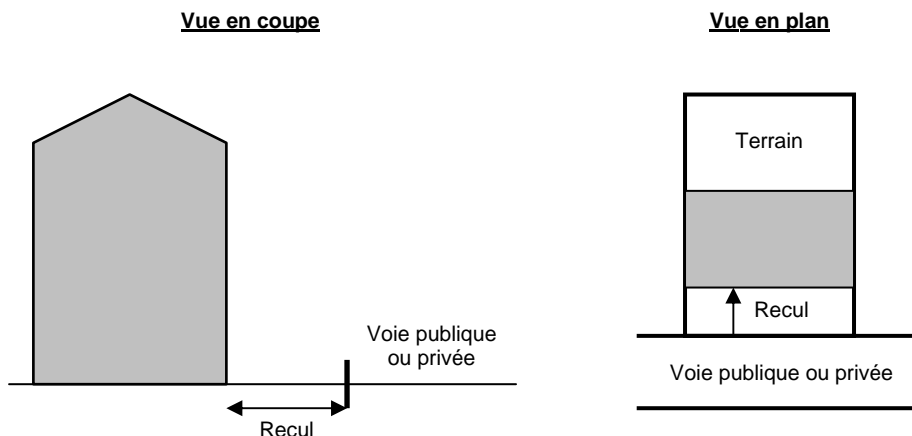 Vue en coupe
Vue en plan
Terrain
Recul
Voie publique
ou privée
Voie publique ou privée
Recul